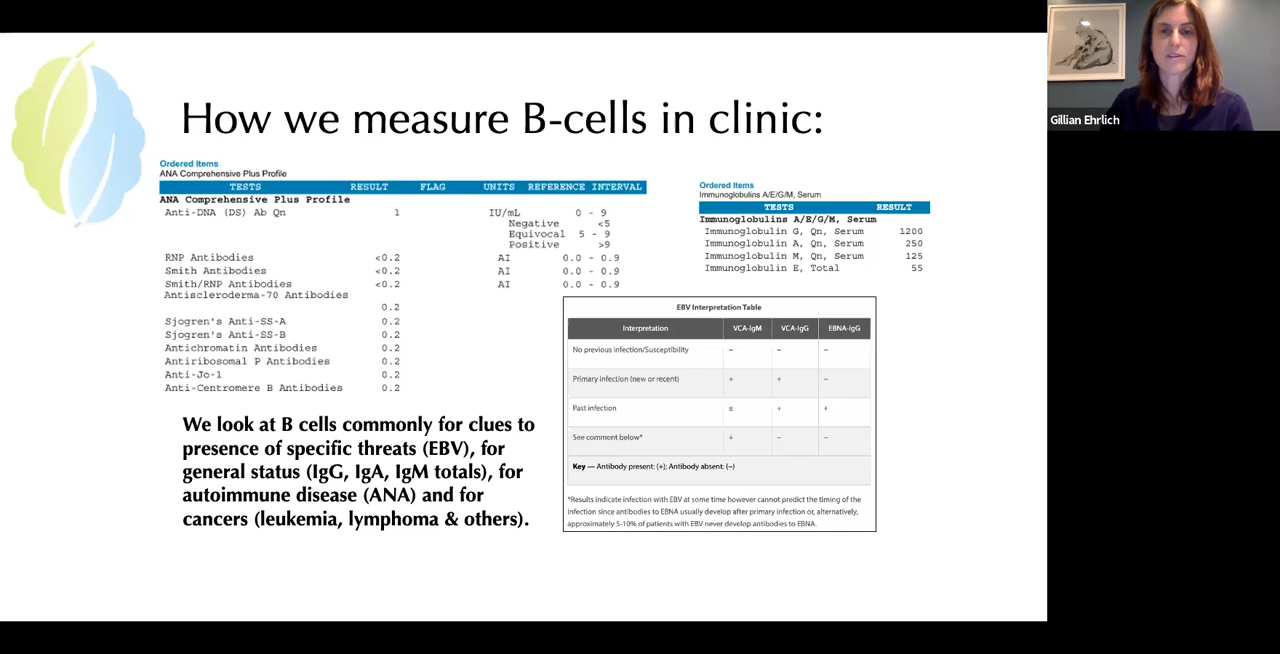 How we measure B-cells in clinic:
Gillian Ehrlich
Ordered Items
ANA Comprehensive Plus Profile
TESTS RESULT FLAG UNITS REFERENCE INTERVAL
ANA Comprehensive Plus Profile
Anti-DNA (DS) Ab Qn 1 IU/mL 0 - 9
Negative <5
Equivocal 5 - 9
Positive >9
RNP Antibodies <0.2 AI 0.0 - 0.9
Smith Antibodies <0.2 AI 0.0 - 0.9
Smith/RNP Antibodies <0.2 AI 0.0 - 0.9
Antiscleroderma-70 Antibodies
0.2
Sjogren's Anti-SS-A 0.2
Sjogren's Anti-SS-B 0.2
Antichromatin Antibodies 0.2
Antiribosomal P Antibodies 0.2
Anti-Jo-1 0.2
Anti-Centromere B Antibodies 0.2
Ordered Items
Immunoglobulins A/E/G/M, Serum
TESTS RESULT
Immunoglobulins A/E/G/M, Serum
Immunoglobulin G, Qn, Serum 1200
Immunoglobulin A, Qn, Serum 250
Immunoglobulin M, Qn, Serum 125
Immunoglobulin E, Total 55
EBV Interpretation Table
Interpretation VCA-IgM VCA-IgG EBNA-IgG
No previous infection/Susceptibility − − −
Primary infection (new or recent) + + −
Past infection ± + +
See comment below* + − −
Key — Antibody present: (+); Antibody absent: (−)
*Results indicate infection with EBV at some time however cannot predict the timing of the
infection since antibodies to EBNA usually develop after primary infection or, alternatively,
approximately 5-10% of patients with EBV never develop antibodies to EBNA.
We look at B cells commonly for clues to
presence of specific threats (EBV), for
general status (IgG, IgA, IgM totals), for
autoimmune disease (ANA) and for
cancers (leukemia, lymphoma & others).